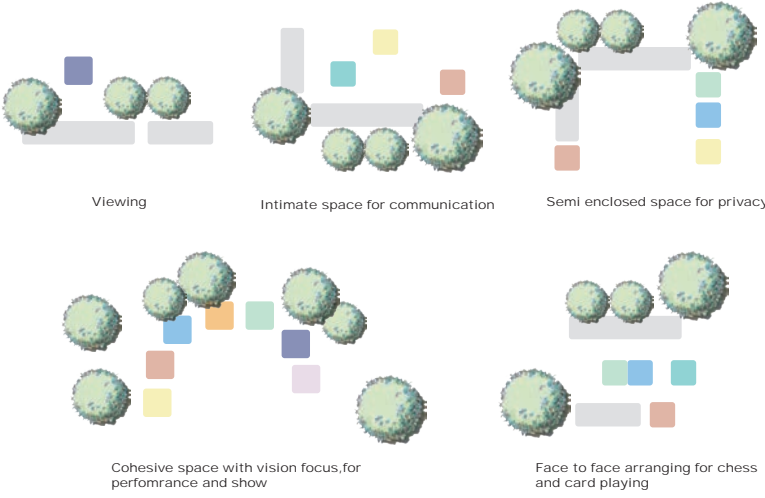 Viewing
Intimate space for communication
Semi enclosed space for privacy
Cohesive space with vision focus,for
perfomrance and show
Face to face arranging for chess
and card playing